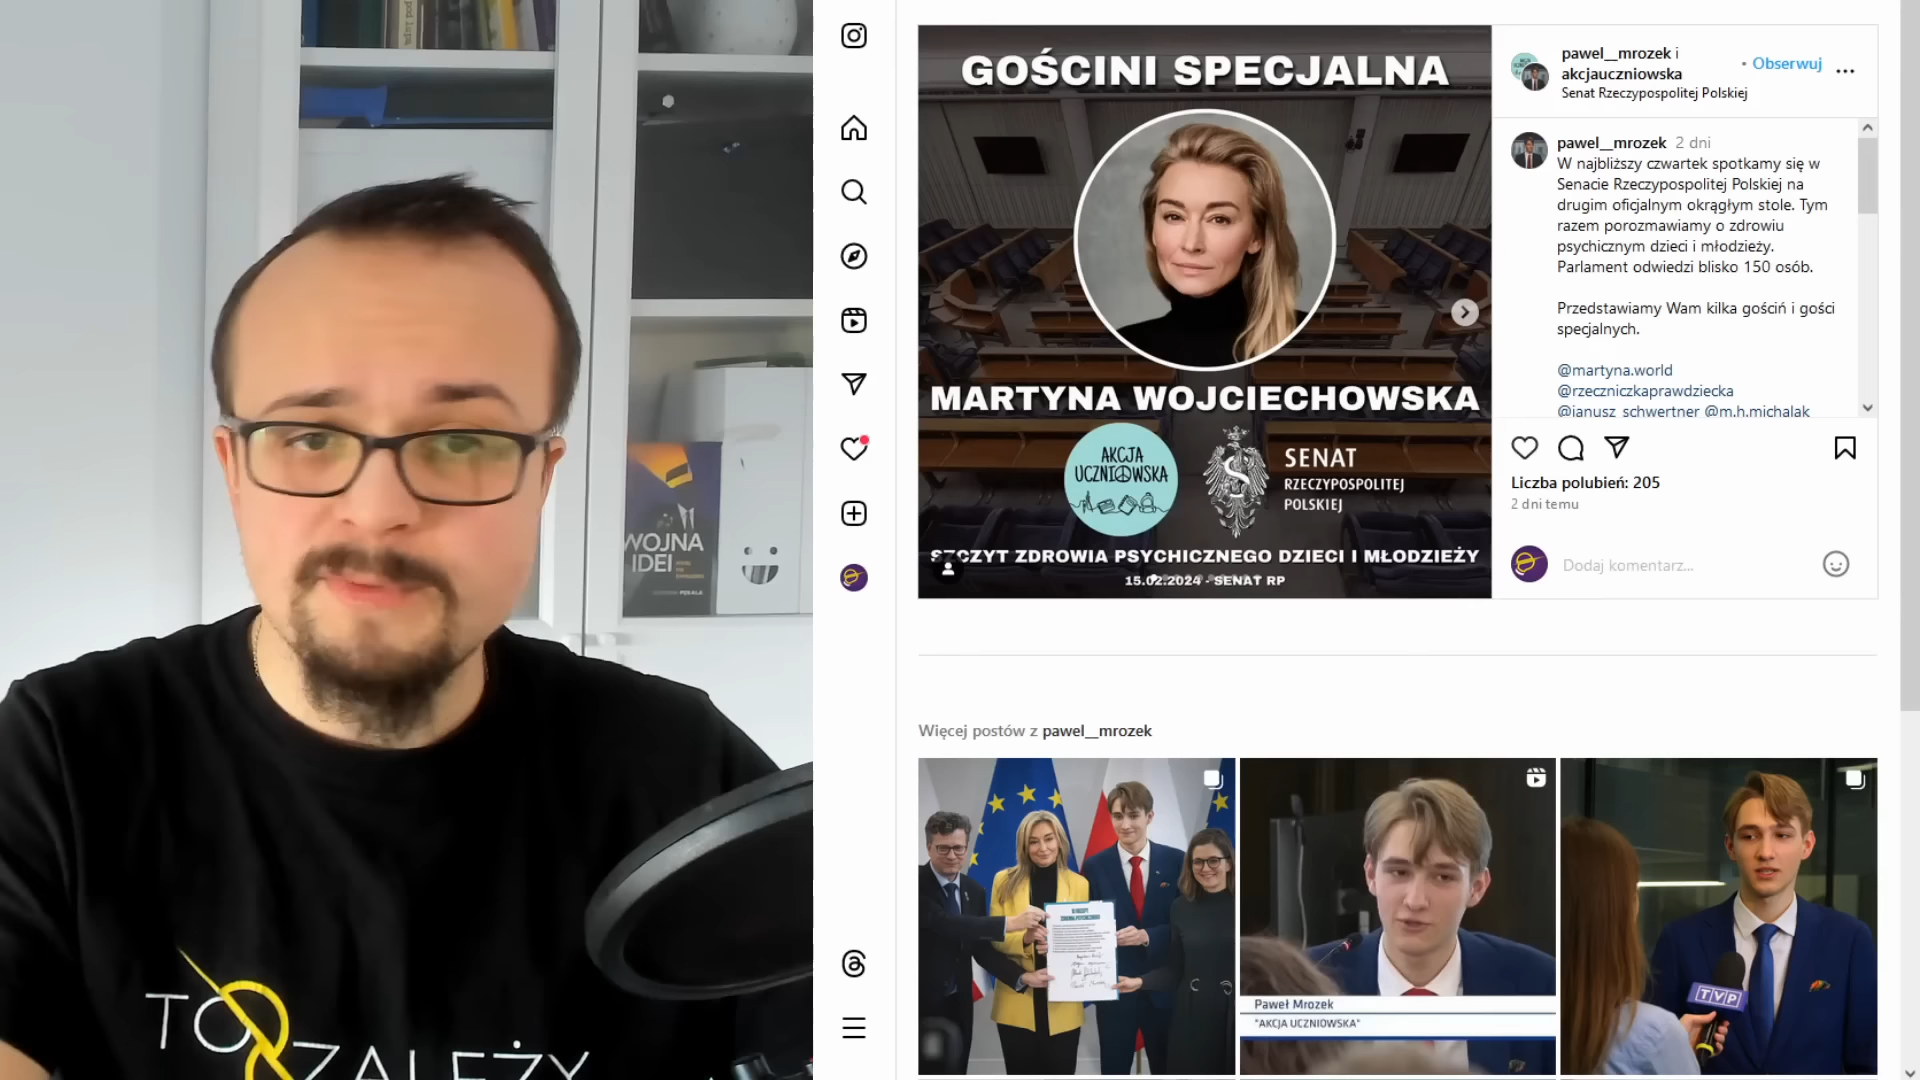 WOJNA
IDEI
TO ZALEŻY
GOŚCINI SPECJALNA
MARTYNA WOJCIECHOWSKA
AKCJA
UCZNIOWSKA
SENAT
RZECZYPOSPOLITEJ
POLSKIEJ
SZCZYT ZDROWIA PSYCHICZNEGO DZIECI I MŁODZIEŻY
15.02.2024 - SENAT RP
pawel__mrozek i
akcjauczniowska
• Obserwuj
Senat Rzeczypospolitej Polskiej
pawel__mrozek 2 dni
W najbliższy czwartek spotkamy się w
Senacie Rzeczypospolitej Polskiej na
drugim oficjalnym okrągłym stole. Tym
razem porozmawiamy o zdrowiu
psychicznym dzieci i młodzieży.
Parlament odwiedzi blisko 150 osób.
Przedstawiamy Wam kilka gościń i gości
specjalnych.
@martyna.world
@rzeczniczkaprawdziecka
@janusz_schwertner @m.h.michalak
Liczba polubień: 205
2 dni temu
Dodaj komentarz...
Więcej postów z pawel__mrozek
Paweł Mrozek
"AKCJA UCZNIOWSKA"
TVP